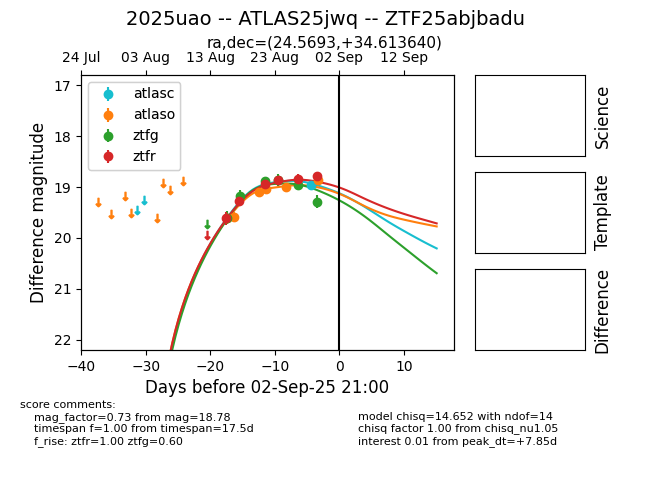 2025uao -- ATLAS25jwq -- ZTF25abjbadu
ra,dec=(24.5693,+34.613640)
24 Jul 03 Aug 13 Aug 23 Aug 02 Sep 12 Sep
17
18
19
20
21
22
Difference magnitude
atlasc
atlaso
ztfg
ztfr
−40 −30 −20 −10 0 10
Days before 02-Sep-25 21:00
Science
Template
Difference
score comments:
mag_factor=0.73 from mag=18.78
timespan f=1.00 from timespan=17.5d
f_rise: ztfr=1.00 ztfg=0.60
model chisq=14.652 with ndof=14
chisq factor 1.00 from chisq_nu1.05
interest 0.01 from peak_dt=+7.85d